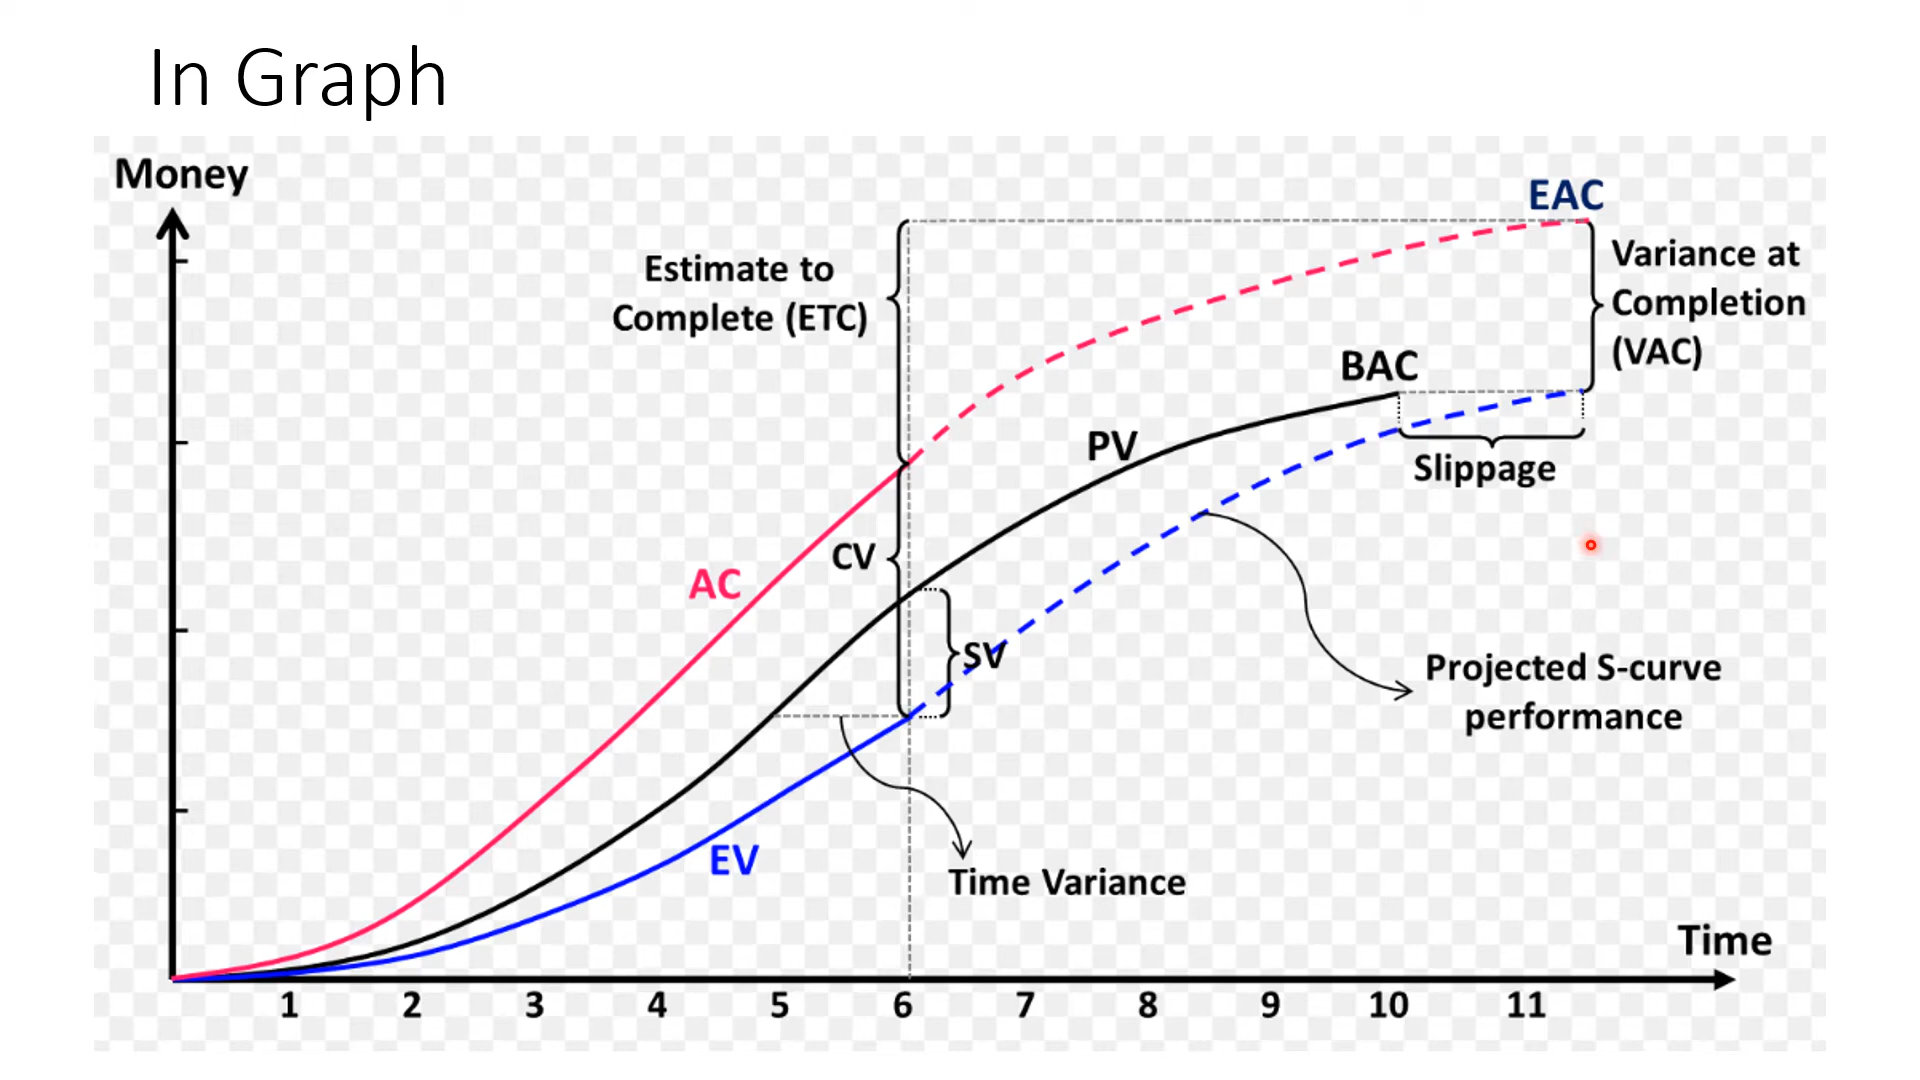 In Graph
Money
EAC
Estimate to
Complete (ETC)
Variance at
Completion
(VAC)
BAC
PV
Slippage
CV
AC
SV
Projected S-curve
performance
EV
Time Variance
Time
1 2 3 4 5 6 7 8 9 10 11